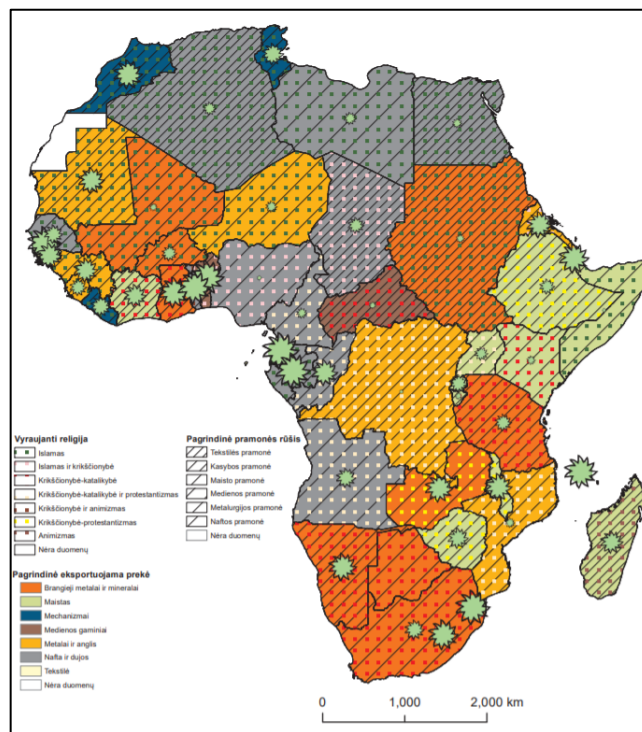 Vyraujanti religija
Islamas
Islamas ir krikščionybė
Krikščionybė-katalikybė
Krikščionybė-katalikybė ir protestantizmas
Krikščionybė ir animizmas
Krikščionybė-protestantizmas
Animizmas
Nėra duomenų
Pagrindinė pramonės rūšis
Tekstilės pramonė
Kasybos pramonė
Maisto pramonė
Medienos pramonė
Metalurgijos pramonė
Naftos pramonė
Nėra duomenų
Pagrindinė eksportuojama prekė
Brangieji metalai ir mineralai
Maistas
Mechanizmai
Medienos gaminiai
Metalai ir anglis
Nafta ir dujos
Tekstilė
Nėra duomenų
0 1,000 2,000 km